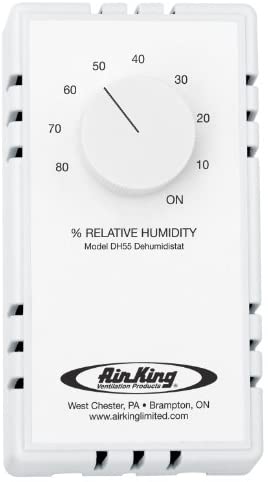 40
50
30
60
20
70
10
80
ON
% RELATIVE HUMIDITY
Model DH55 Dehumidistat
Air King
Ventilation Products ®
West Chester, PA • Brampton, ON
www.airkinglimited.com